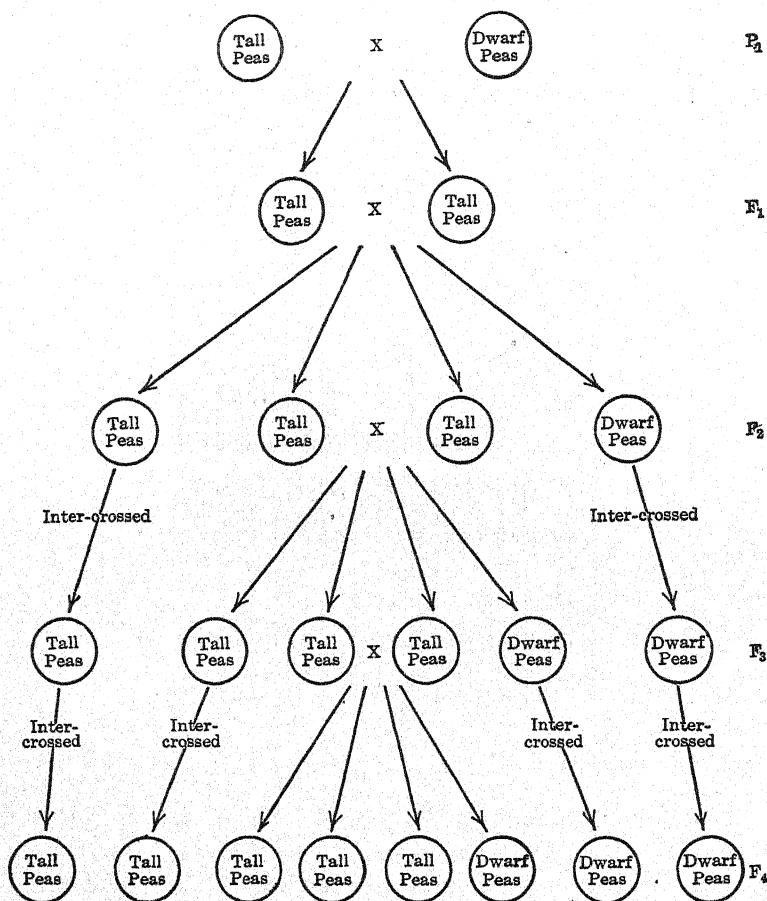 Tall
Peas
X
Dwarf
Peas
P₁
Tall
Peas
X
Tall
Peas
F₁
Tall
Peas
Tall
Peas
X
Tall
Peas
Dwarf
Peas
F₂
Inter-crossed
Inter-crossed
Tall
Peas
Tall
Peas
Tall
Peas
X
Tall
Peas
Dwarf
Peas
Dwarf
Peas
F₃
Inter-
crossed
Inter-
crossed
Inter-
crossed
Inter-
crossed
Tall
Peas
Tall
Peas
Tall
Peas
Tall
Peas
Tall
Peas
Dwarf
Peas
Dwarf
Peas
Dwarf
Peas
F₄